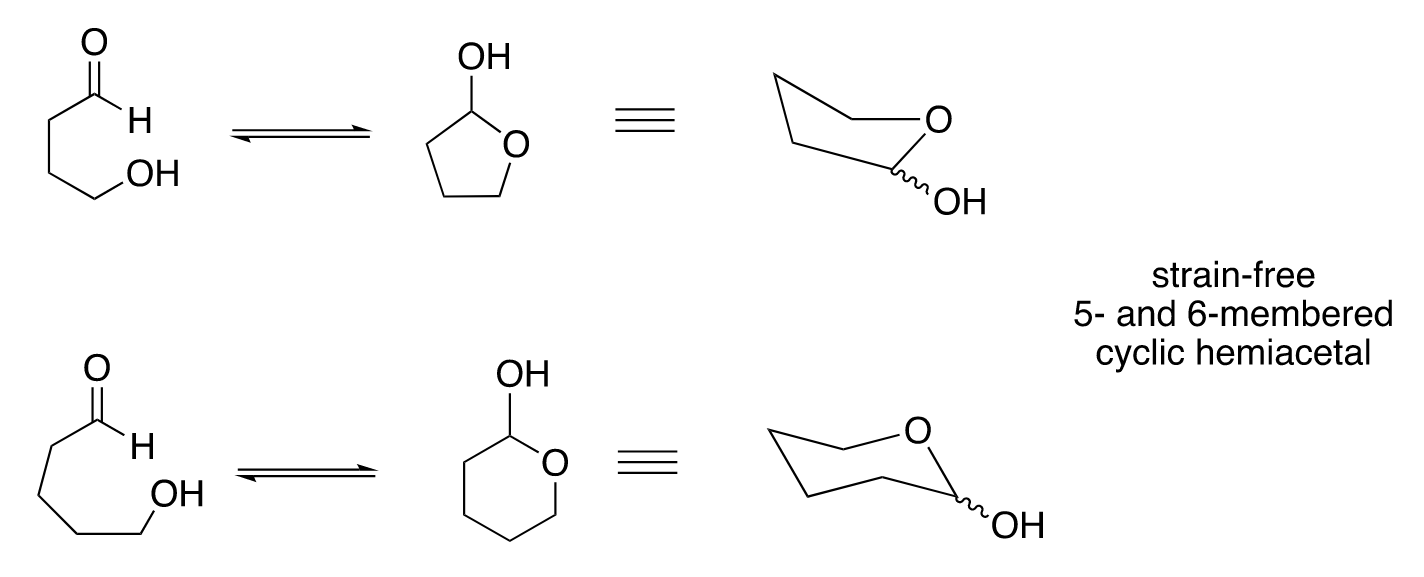 O
H
OH
OH
O
O
OH
strain-free
5- and 6-membered
cyclic hemiacetal
O
H
OH
OH
O
O
OH